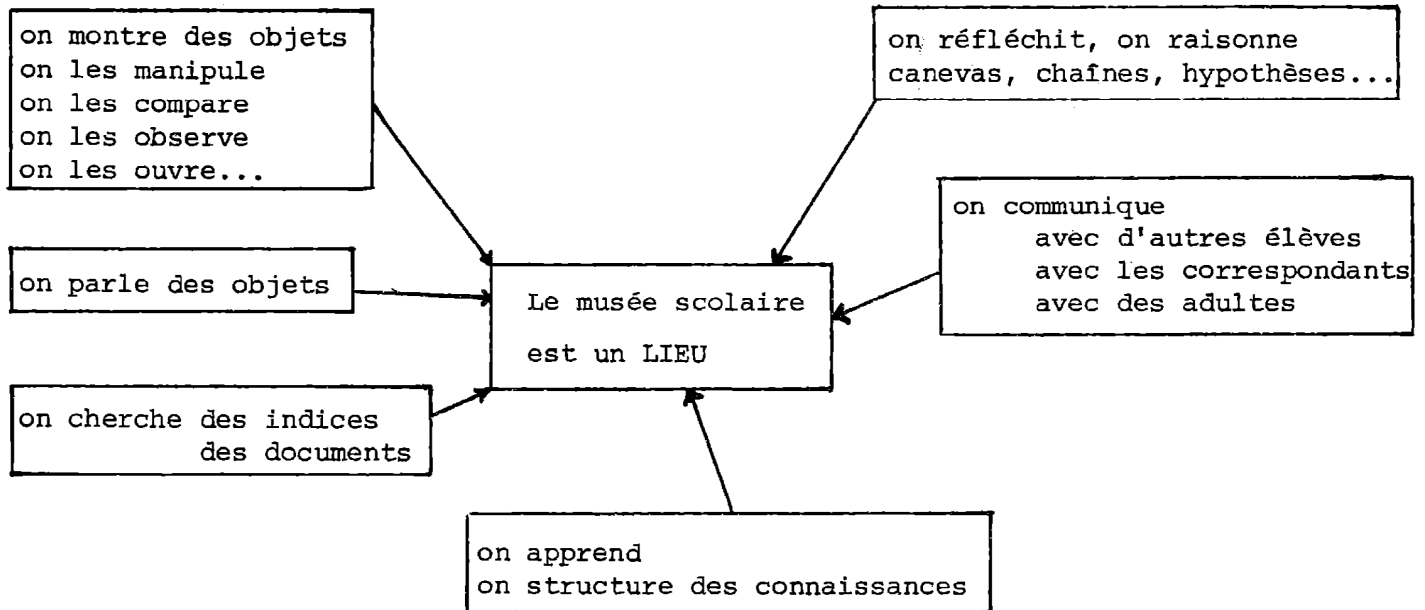 on montre des objets
on les manipule
on les compare
on les observe
on les ouvre...
on réfléchit, on raisonne
canevas, chaînes, hypothèses...
on communique
avec d'autres élèves
avec les correspondants
avec des adultes
on parle des objets
Le musée scolaire
est un LIEU
on cherche des indices
des documents
on apprend
on structure des connaissances